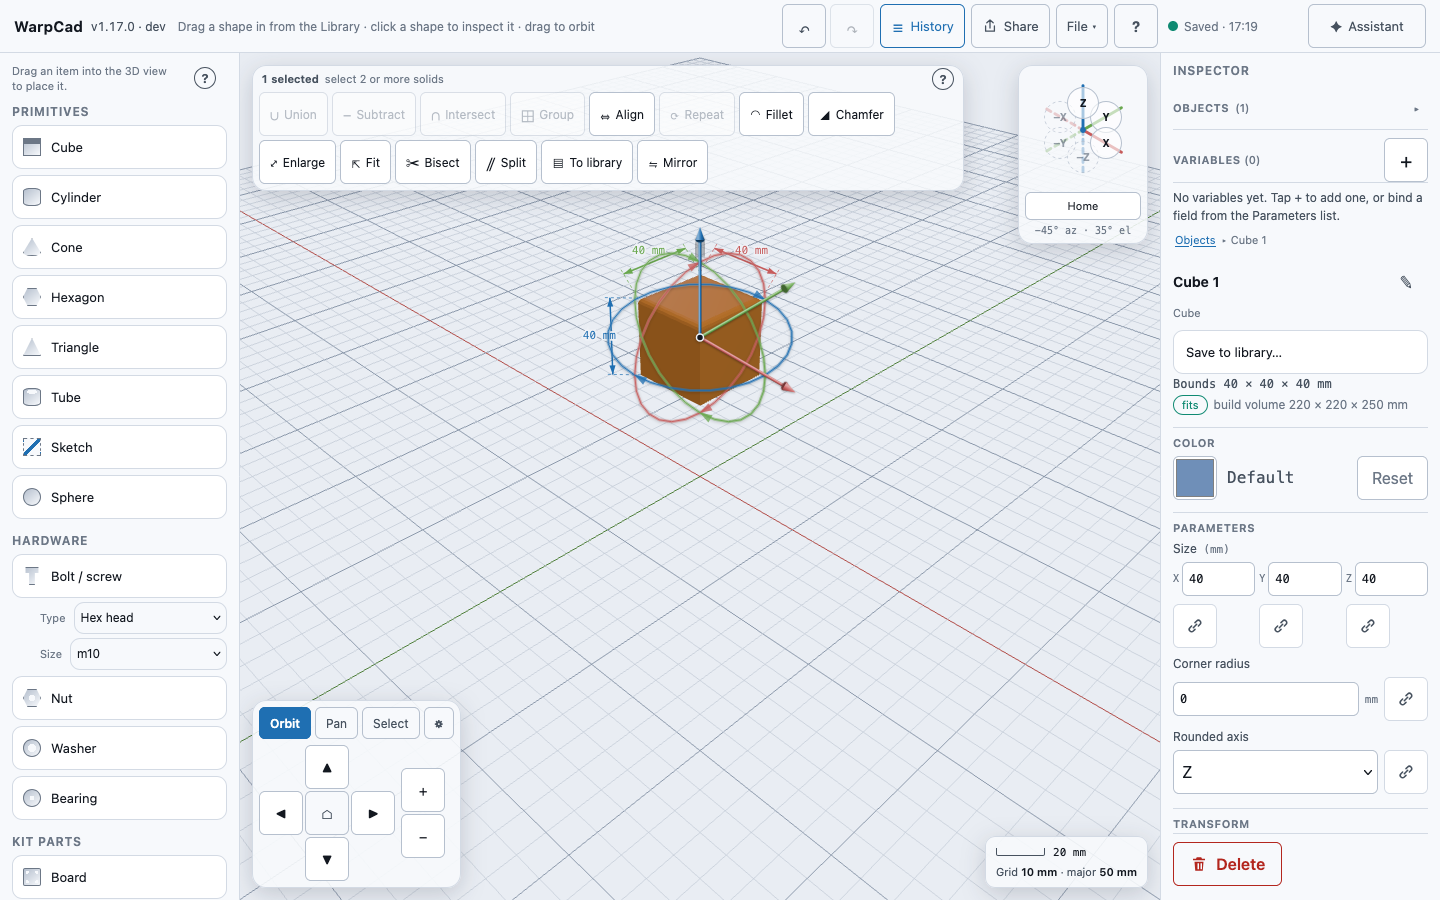 WarpCad v1.17.0 · dev Drag a shape in from the Library · click a shape to inspect it · drag to orbit
History
Share
File
?
Saved · 17:19
Assistant
Drag an item into the 3D view
to place it.
?
PRIMITIVES
Cube
Cylinder
Cone
Hexagon
Triangle
Tube
Sketch
Sphere
HARDWARE
Bolt / screw
Type Hex head
Size m10
Nut
Washer
Bearing
KIT PARTS
Board
1 selected select 2 or more solids
?
Union
Subtract
Intersect
Group
Align
Repeat
Fillet
Chamfer
Enlarge
Fit
Bisect
Split
To library
Mirror
40 mm
40 mm
40 mm
Z
Y
X
−X
−Y
−Z
Home
−45° az · 35° el
Orbit
Pan
Select
+
−
20 mm
Grid 10 mm · major 50 mm
INSPECTOR
OBJECTS (1)
VARIABLES (0)
+
No variables yet. Tap + to add one, or bind a
field from the Parameters list.
Objects ▸ Cube 1
Cube 1
Cube
Save to library...
Bounds 40 × 40 × 40 mm
fits build volume 220 × 220 × 250 mm
COLOR
Default
Reset
PARAMETERS
Size (mm)
X 40 Y 40 Z 40
Corner radius
0 mm
Rounded axis
Z
TRANSFORM
Delete